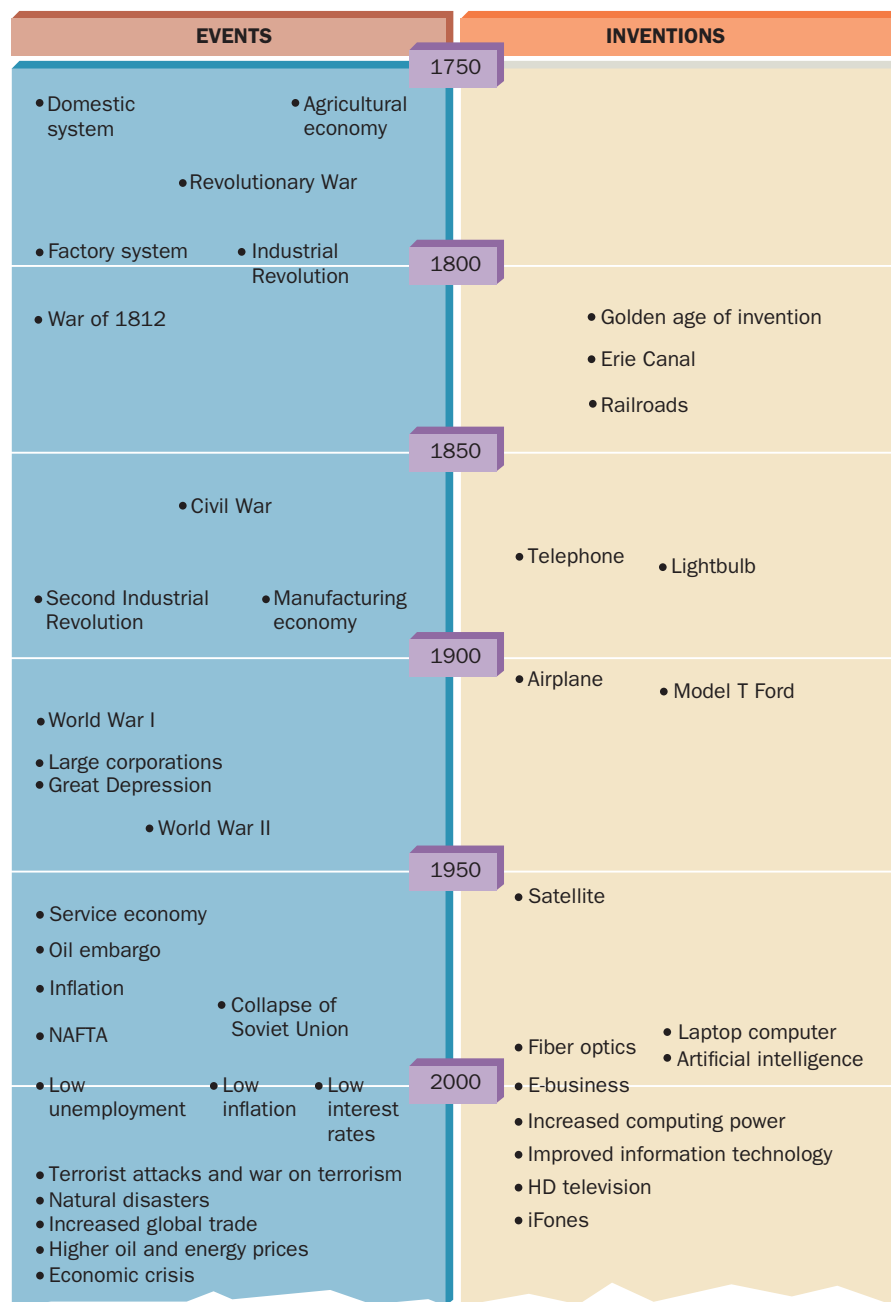 EVENTS
INVENTIONS
1750
• Domestic
system
• Agricultural
economy
• Revolutionary War
• Factory system
• Industrial
Revolution
1800
• War of 1812
• Golden age of invention
• Erie Canal
• Railroads
1850
• Civil War
• Telephone
• Lightbulb
• Second Industrial
Revolution
• Manufacturing
economy
1900
• Airplane
• Model T Ford
• World War I
• Large corporations
• Great Depression
• World War II
1950
• Satellite
• Service economy
• Oil embargo
• Inflation
• Collapse of
Soviet Union
• NAFTA
• Fiber optics
• Laptop computer
• Artificial intelligence
2000
• Low
unemployment
• Low
inflation
• Low
interest
rates
• E-business
• Increased computing power
• Improved information technology
• HD television
• iFones
• Terrorist attacks and war on terrorism
• Natural disasters
• Increased global trade
• Higher oil and energy prices
• Economic crisis